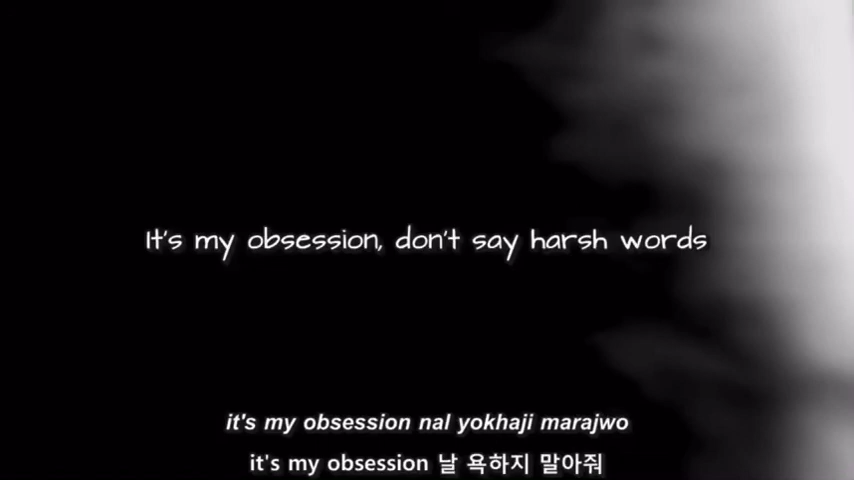 It's my obsession, don't say harsh words
it's my obsession nal yokhaji marajwo
it's my obsession 날 욕하지 말아줘